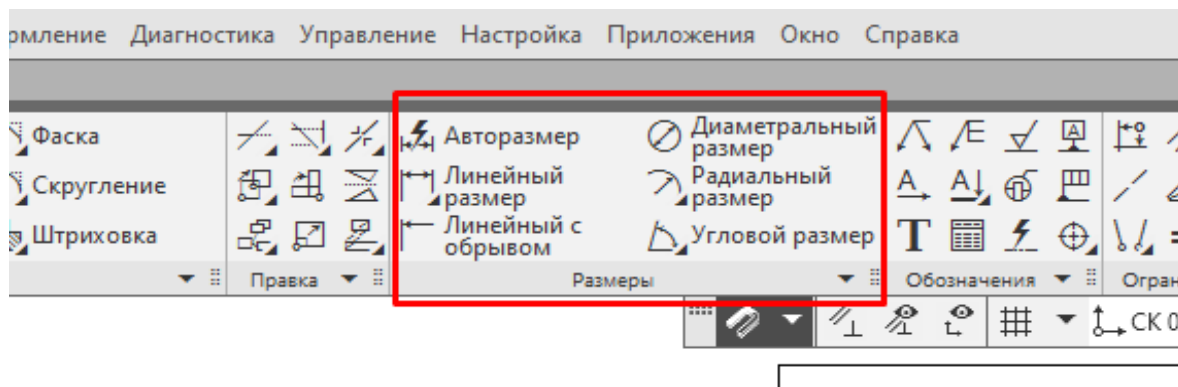 рмление Диагностика Управление Настройка Приложения Окно Справка
Фаска
Авторазмер
Диаметральный
размер
Скругление
Линейный
размер
Радиальный
размер
Штриховка
Линейный с
обрывом
Угловой размер
Правка
Размеры
Обозначения
Огран
СК 0